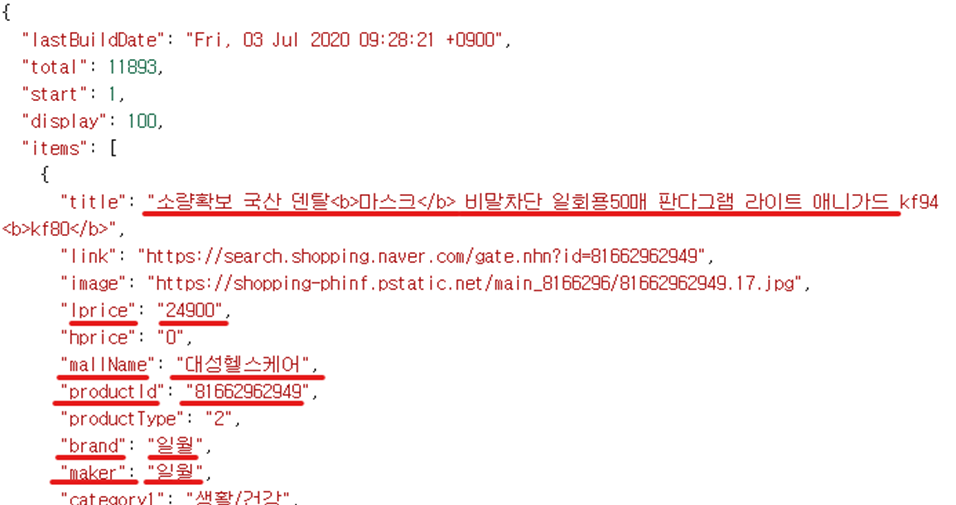 {
"lastBuildDate": "Fri, 03 Jul 2020 09:28:21 +0900",
"total": 11893,
"start": 1,
"display": 100,
"items": [
{
"title": "소량확보 국산 덴탈<b>마스크</b> 비말차단 일회용50매 판다그램 라이트 애니가드 kf94
<b>kf80</b>",
"link": "https://search.shopping.naver.com/gate.nhn?id=81662962949",
"image": "https://shopping-phinf.pstatic.net/main_8166296/81662962949.17.jpg",
"lprice": "24900",
"hprice": "0",
"mallName": "대성헬스케어",
"productId": "81662962949",
"productType": "2",
"brand": "일월",
"maker": "일월",
"category1": "생활/건강",